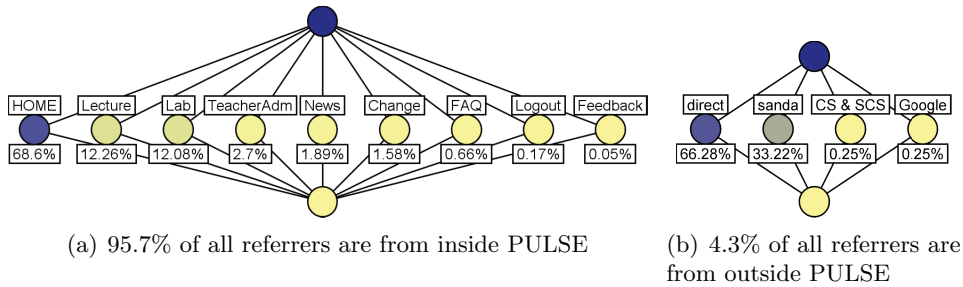 HOME Lecture Lab TeacherAdm News Change FAQ Logout Feedback
68.6% 12.26% 12.08% 2.7% 1.89% 1.58% 0.66% 0.17% 0.05%
(a) 95.7% of all referrers are from inside PULSE
direct sanda CS & SCS Google
66.28% 33.22% 0.25% 0.25%
(b) 4.3% of all referrers are
from outside PULSE